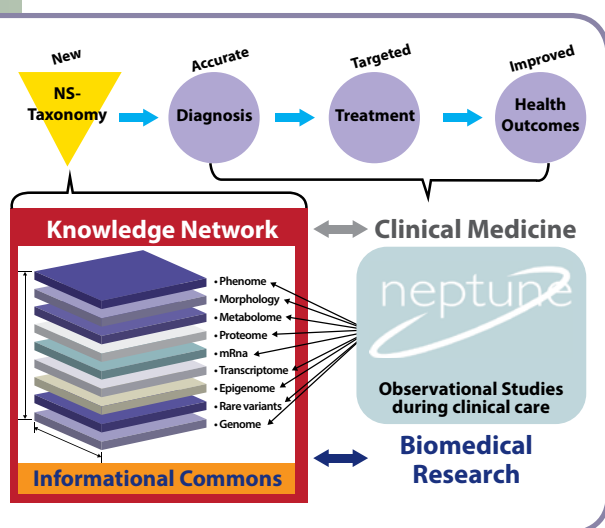 New
Accurate
Targeted
Improved
NS-
Taxonomy
Diagnosis
Treatment
Health
Outcomes
Knowledge Network
Clinical Medicine
• Phenome
• Morphology
• Metabolome
• Proteome
• mRna
• Transcriptome
• Epigenome
• Rare variants
• Genome
neptune
Observational Studies
during clinical care
Informational Commons
Biomedical
Research